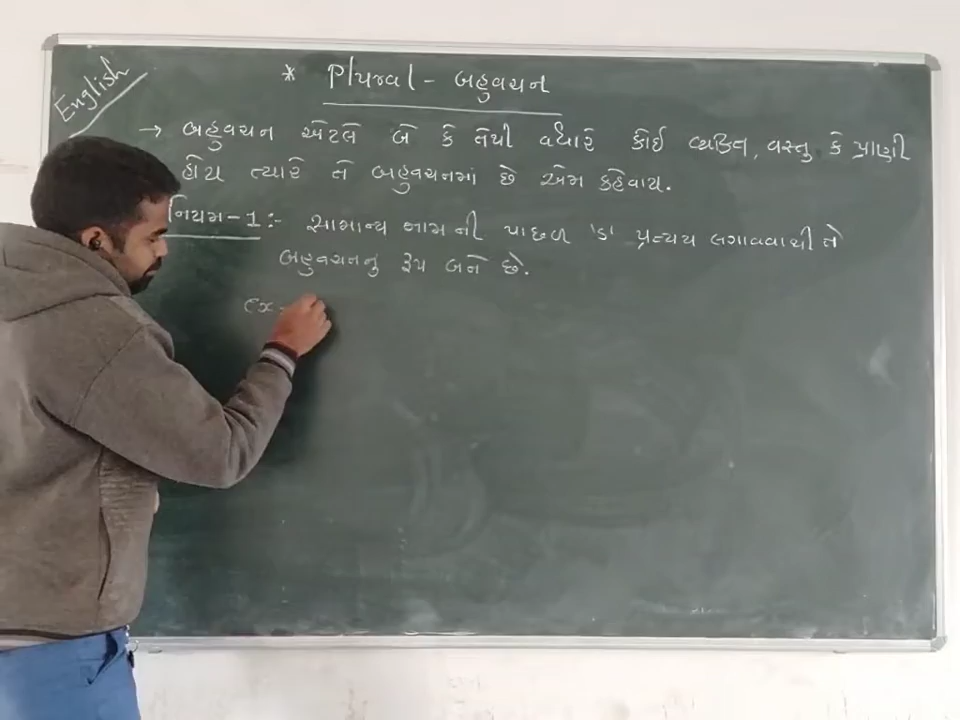 English
* Plural - બહુવચન
→ બહુવચન એટલે બે કે તેથી વધારે કોઈ વ્યક્તિ, વસ્તુ કે પ્રાણી
હોય ત્યારે તે બહુવચનમાં છે એમ કહેવાય.
નિયમ-1:- સામાન્ય નામ ની પાછળ 's' પ્રત્યય લગાવવાથી તે
બહુવચનનુ રૂપ બને છે.
Ex-